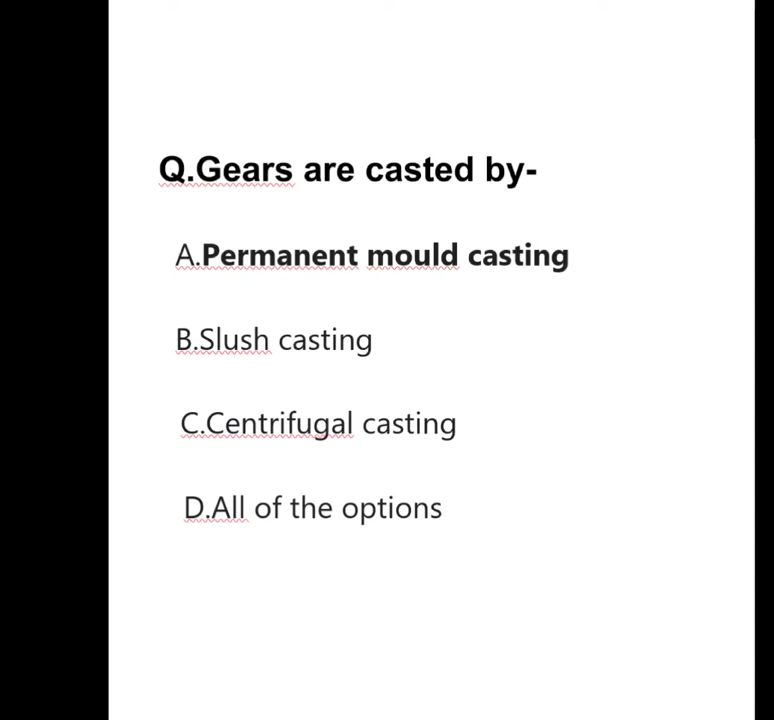 Q.Gears are casted by-
A.Permanent mould casting
B.Slush casting
C.Centrifugal casting
D.All of the options